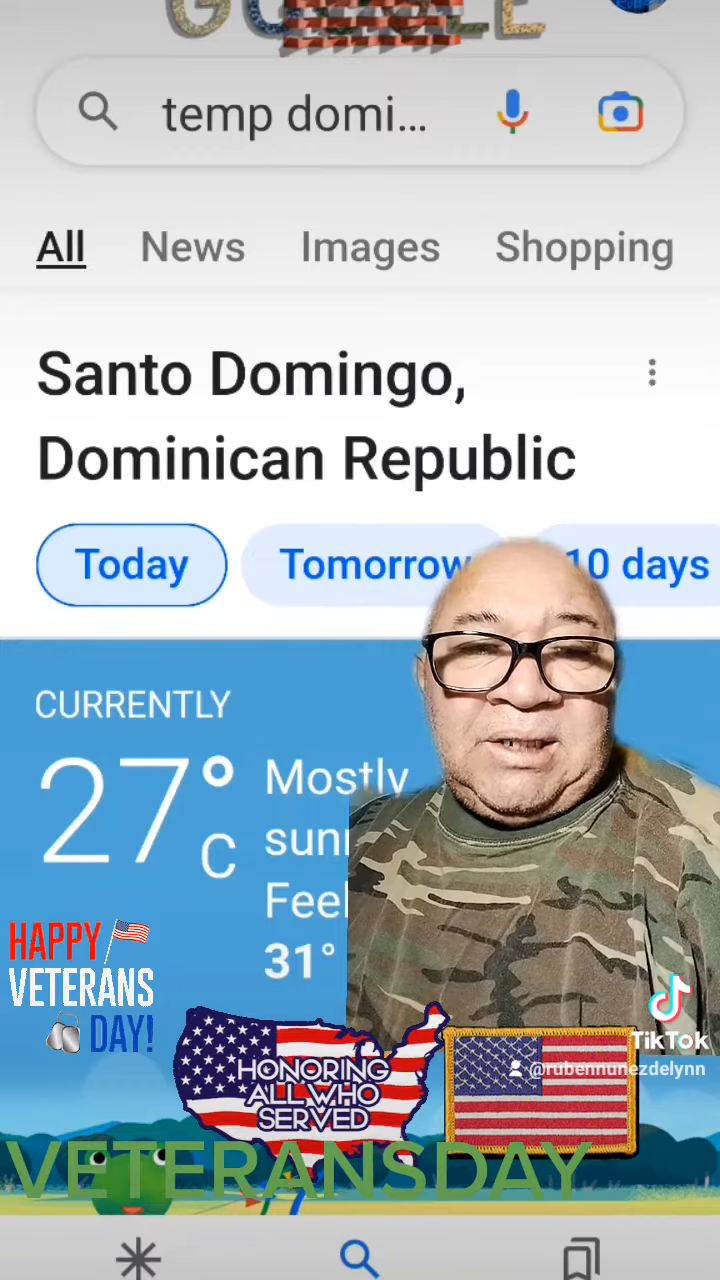 temp domi...
All News Images Shopping
Santo Domingo,
Dominican Republic
Today Tomorrow 10 days
CURRENTLY
27°C
Mostly
sunn
Feel
31°
HAPPY
VETERANS
DAY!
HONORING
ALL WHO
SERVED
TikTok
@rubennunezdelynn
VETERANSDAY